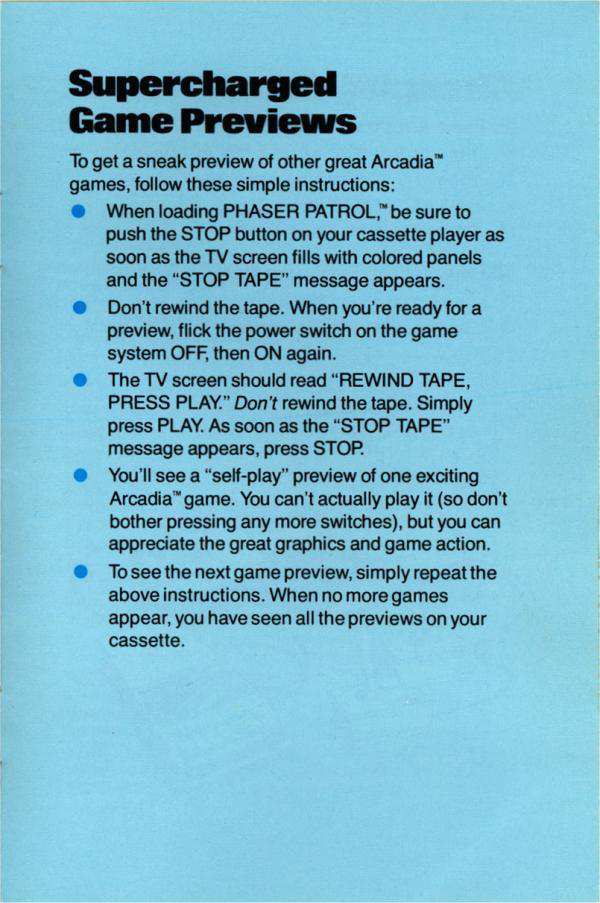 Supercharged
Game Previews
To get a sneak preview of other great Arcadia™
games, follow these simple instructions:
● When loading PHASER PATROL,™ be sure to
push the STOP button on your cassette player as
soon as the TV screen fills with colored panels
and the “STOP TAPE” message appears.
● Don't rewind the tape. When you're ready for a
preview, flick the power switch on the game
system OFF, then ON again.
● The TV screen should read “REWIND TAPE,
PRESS PLAY.” Don't rewind the tape. Simply
press PLAY. As soon as the “STOP TAPE”
message appears, press STOP.
● You'll see a “self-play” preview of one exciting
Arcadia™ game. You can't actually play it (so don't
bother pressing any more switches), but you can
appreciate the great graphics and game action.
● To see the next game preview, simply repeat the
above instructions. When no more games
appear, you have seen all the previews on your
cassette.